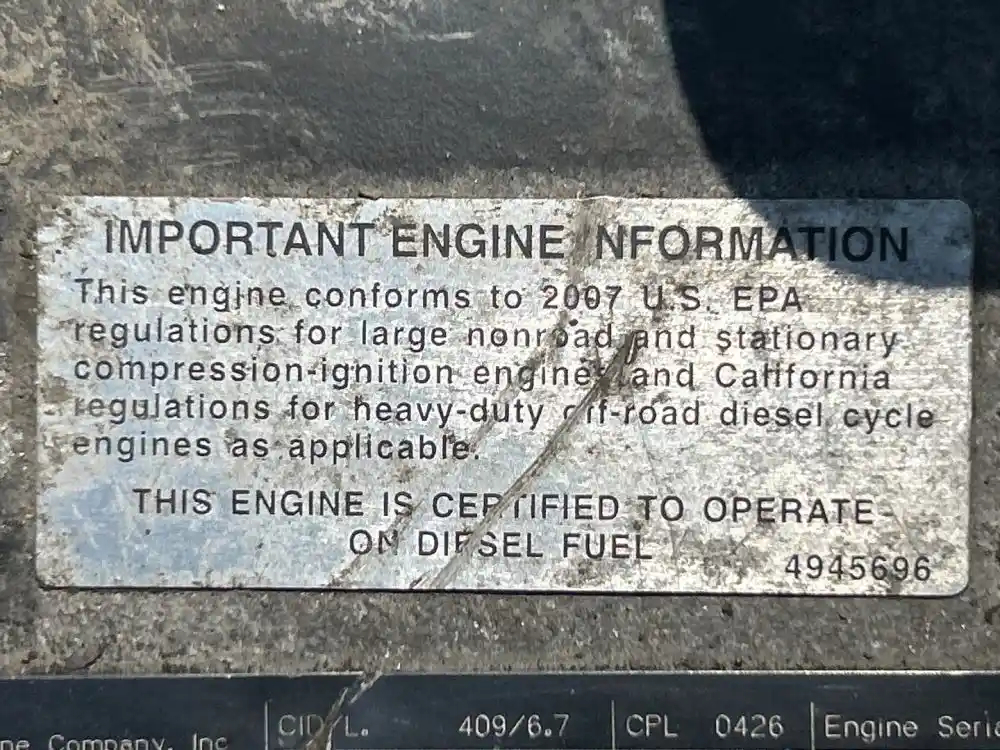 IMPORTANT ENGINE INFORMATION
This engine conforms to 2007 U.S. EPA
regulations for large nonroad and stationary
compression-ignition engines and California
regulations for heavy-duty off-road diesel cycle
engines as applicable.
THIS ENGINE IS CERTIFIED TO OPERATE
ON DIESEL FUEL
4945696
ne Company, Inc CID/L. 409/6.7 CPL 0426 Engine Seri